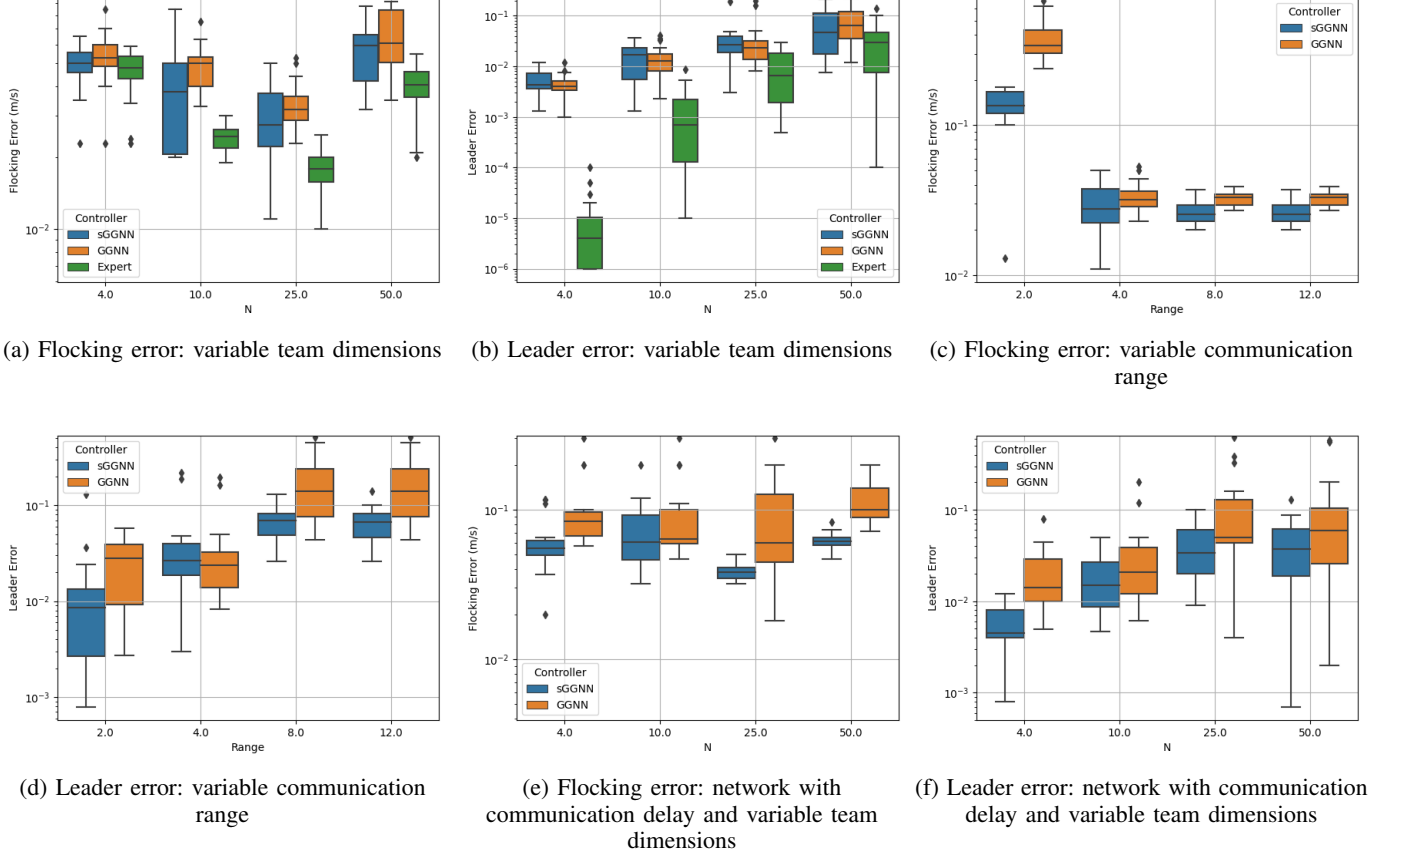 Flocking Error (m/s)
10⁻²
Controller
sGGNN
GGNN
Expert
4.0 10.0 25.0 50.0
N
(a) Flocking error: variable team dimensions
Leader Error
10⁻¹
10⁻²
10⁻³
10⁻⁴
10⁻⁵
10⁻⁶
Controller
sGGNN
GGNN
Expert
4.0 10.0 25.0 50.0
N
(b) Leader error: variable team dimensions
Flocking Error (m/s)
10⁻¹
10⁻²
Controller
sGGNN
GGNN
2.0 4.0 8.0 12.0
Range
(c) Flocking error: variable communication
range
Leader Error
10⁻¹
10⁻²
10⁻³
Controller
sGGNN
GGNN
2.0 4.0 8.0 12.0
Range
(d) Leader error: variable communication
range
Flocking Error (m/s)
10⁻¹
10⁻²
Controller
sGGNN
GGNN
4.0 10.0 25.0 50.0
N
(e) Flocking error: network with
communication delay and variable team
dimensions
Leader Error
10⁻¹
10⁻²
10⁻³
Controller
sGGNN
GGNN
4.0 10.0 25.0 50.0
N
(f) Leader error: network with communication
delay and variable team dimensions